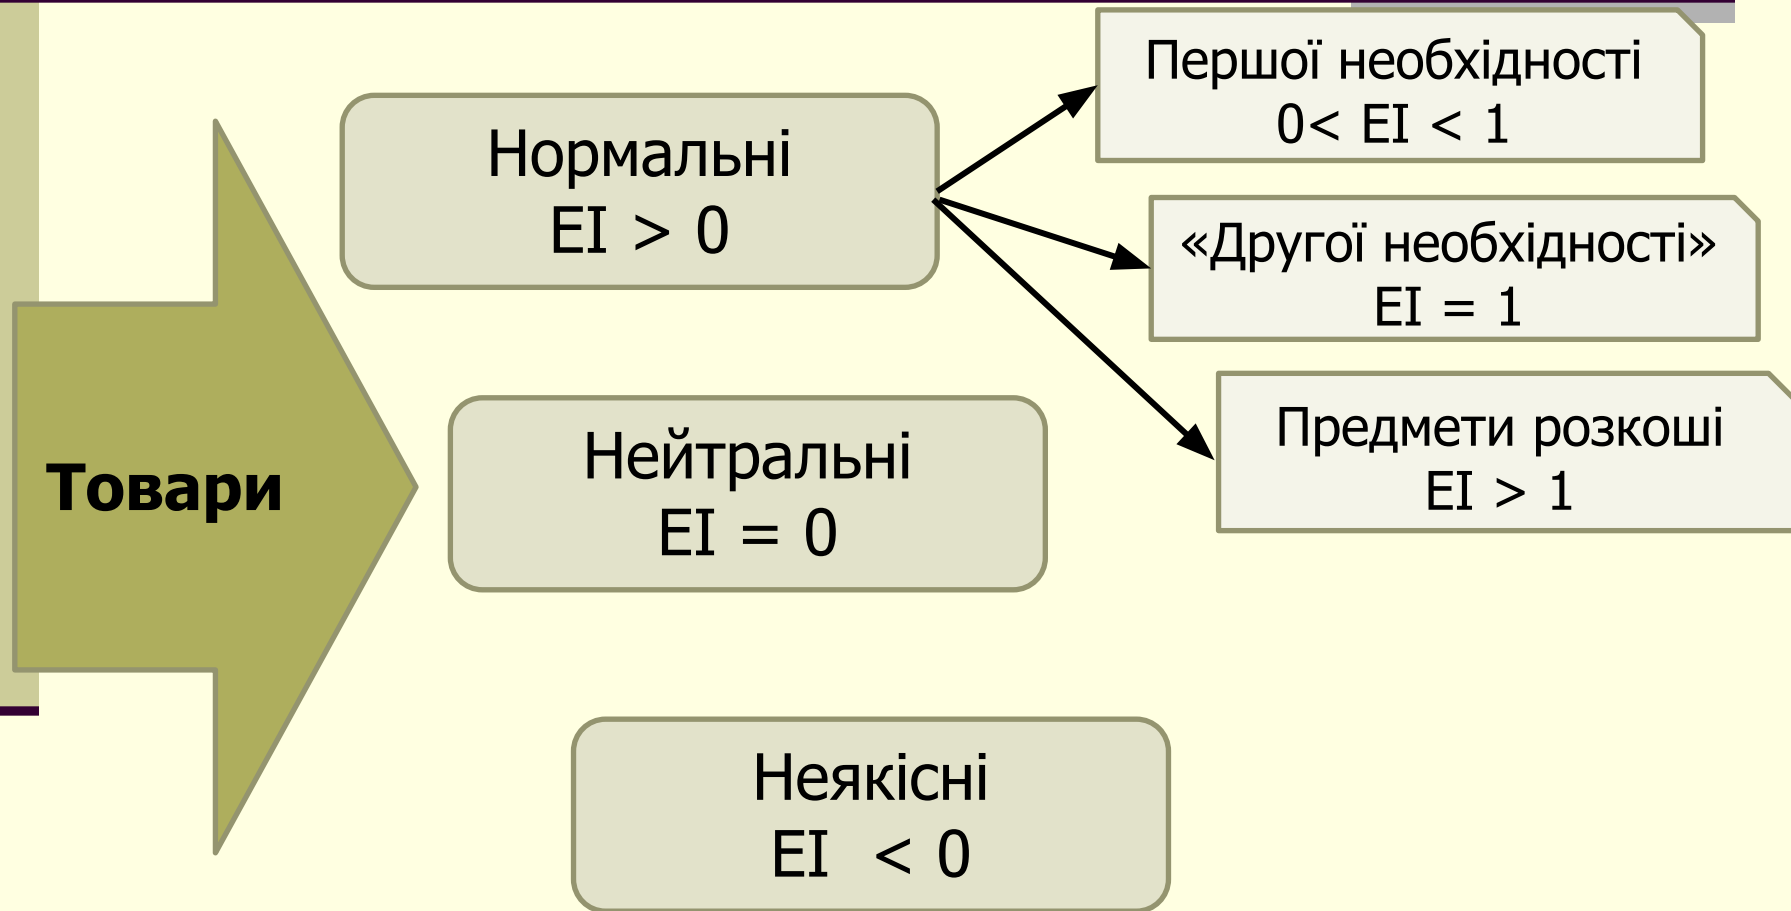 Товари
Нормальні
EI > 0
Першої необхідності
0< EI < 1
«Другої необхідності»
EI = 1
Предмети розкоші
EI > 1
Нейтральні
EI = 0
Неякісні
EI < 0